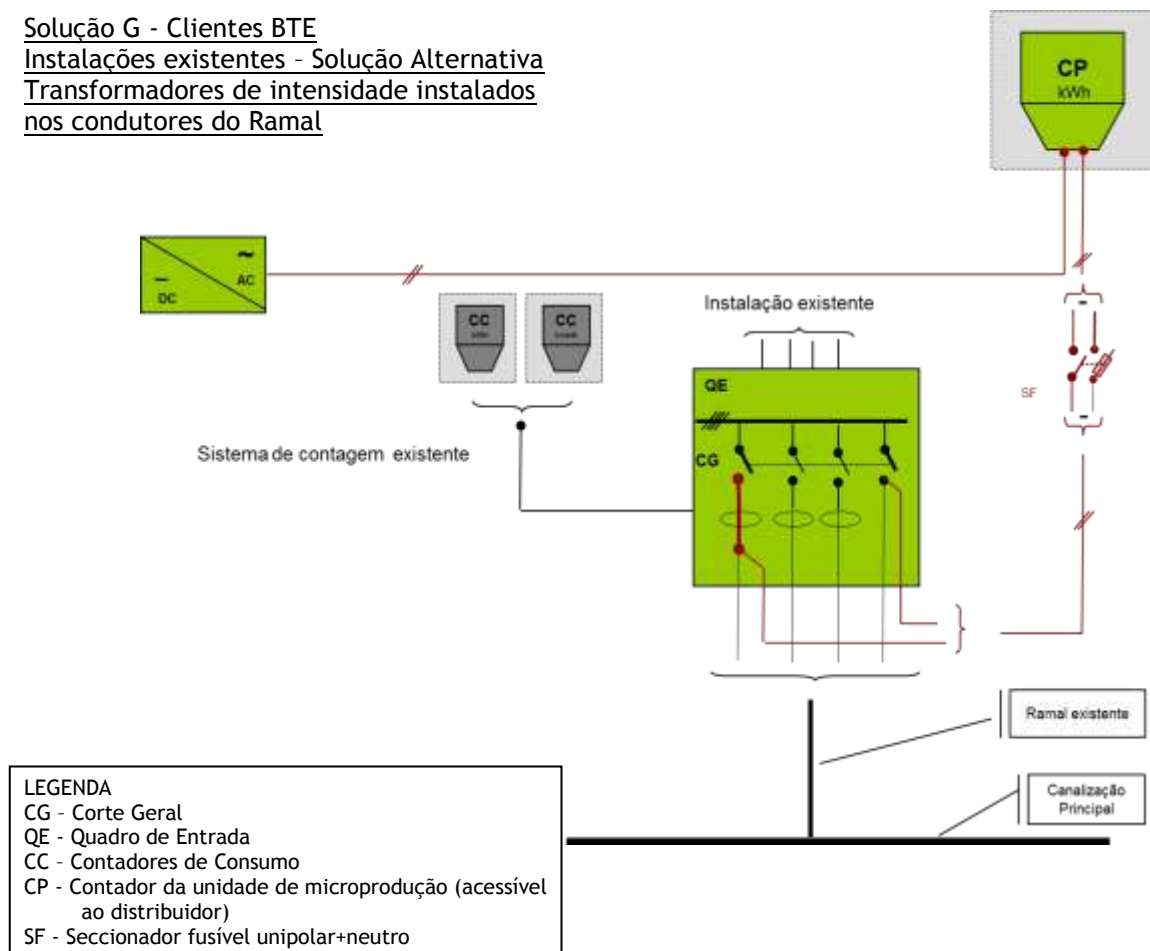 Solução G - Clientes BTE
Instalações existentes – Solução Alternativa
Transformadores de intensidade instalados
nos condutores do Ramal
CP
kWh
~
AC
–
DC
CC
CC
Instalação existente
QE
SF
Sistema de contagem existente
CG
Ramal existente
Canalização
Principal
LEGENDA
CG – Corte Geral
QE - Quadro de Entrada
CC – Contadores de Consumo
CP - Contador da unidade de microprodução (acessível
ao distribuidor)
SF - Seccionador fusível unipolar+neutro